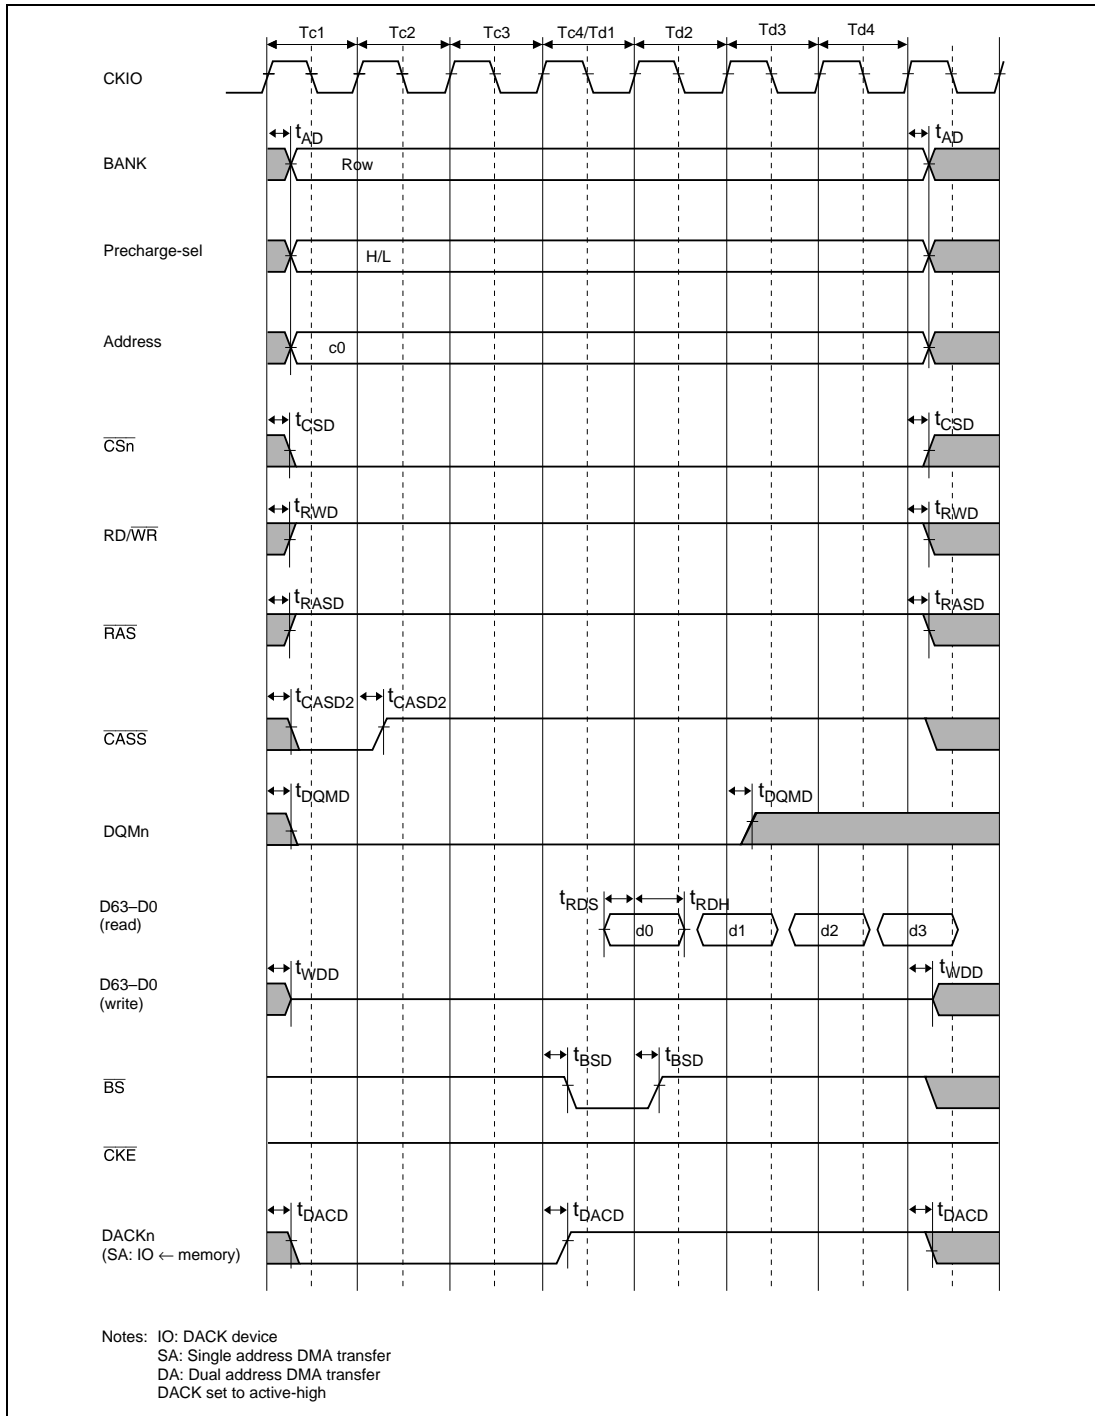 Tc1 Tc2 Tc3 Tc4/Td1 Td2 Td3 Td4
CKIO
tAD tAD
BANK Row
Precharge-sel H/L
Address c0
tCSD tCSD
CSn
tRWD tRWD
RD/WR
tRASD tRASD
RAS
tCASD2 tCASD2
CASS
tDQMD tDQMD
DQMn
D63–D0
(read)
tRDS tRDH
d0 d1 d2 d3
tWDD tWDD
D63–D0
(write)
tBSD tBSD
BS
CKE
tDACD tDACD tDACD
DACKn
(SA: IO ← memory)
Notes: IO: DACK device
SA: Single address DMA transfer
DA: Dual address DMA transfer
DACK set to active-high